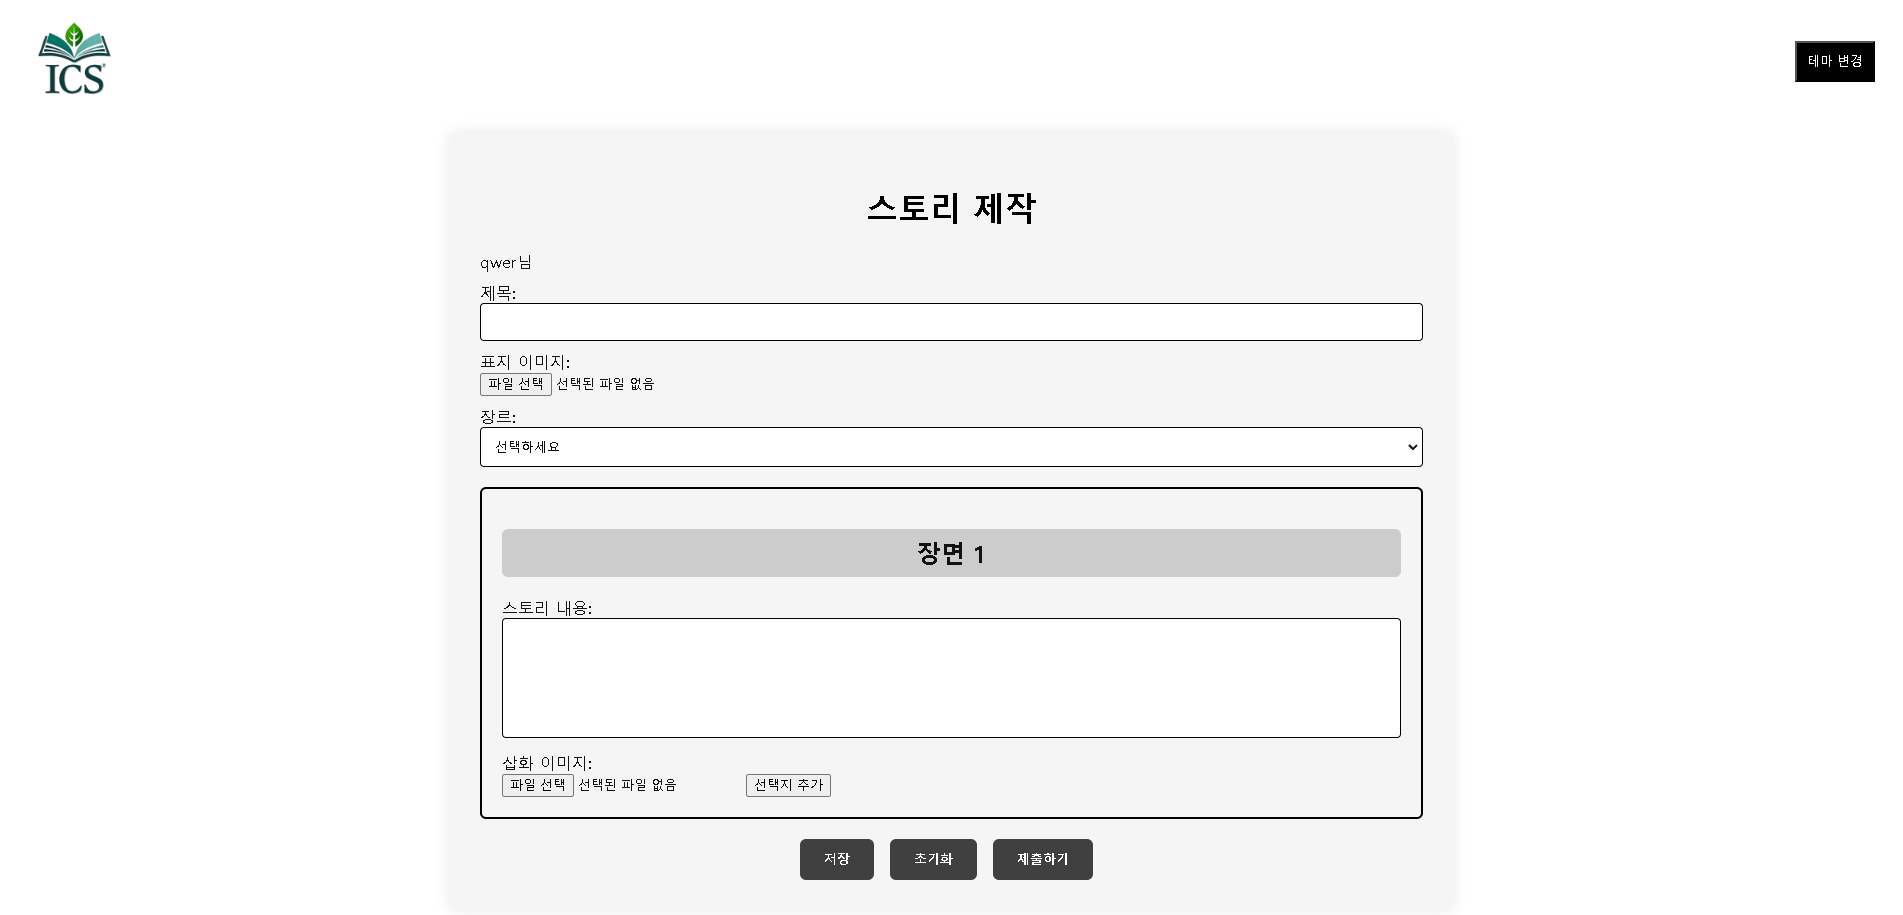 ICS
테마 변경
스토리 제작
qwer님
제목:
표지 이미지:
파일 선택 선택된 파일 없음
장르:
선택하세요
장면 1
스토리 내용:
삽화 이미지:
파일 선택 선택된 파일 없음 선택지 추가
저장 초기화 제출하기